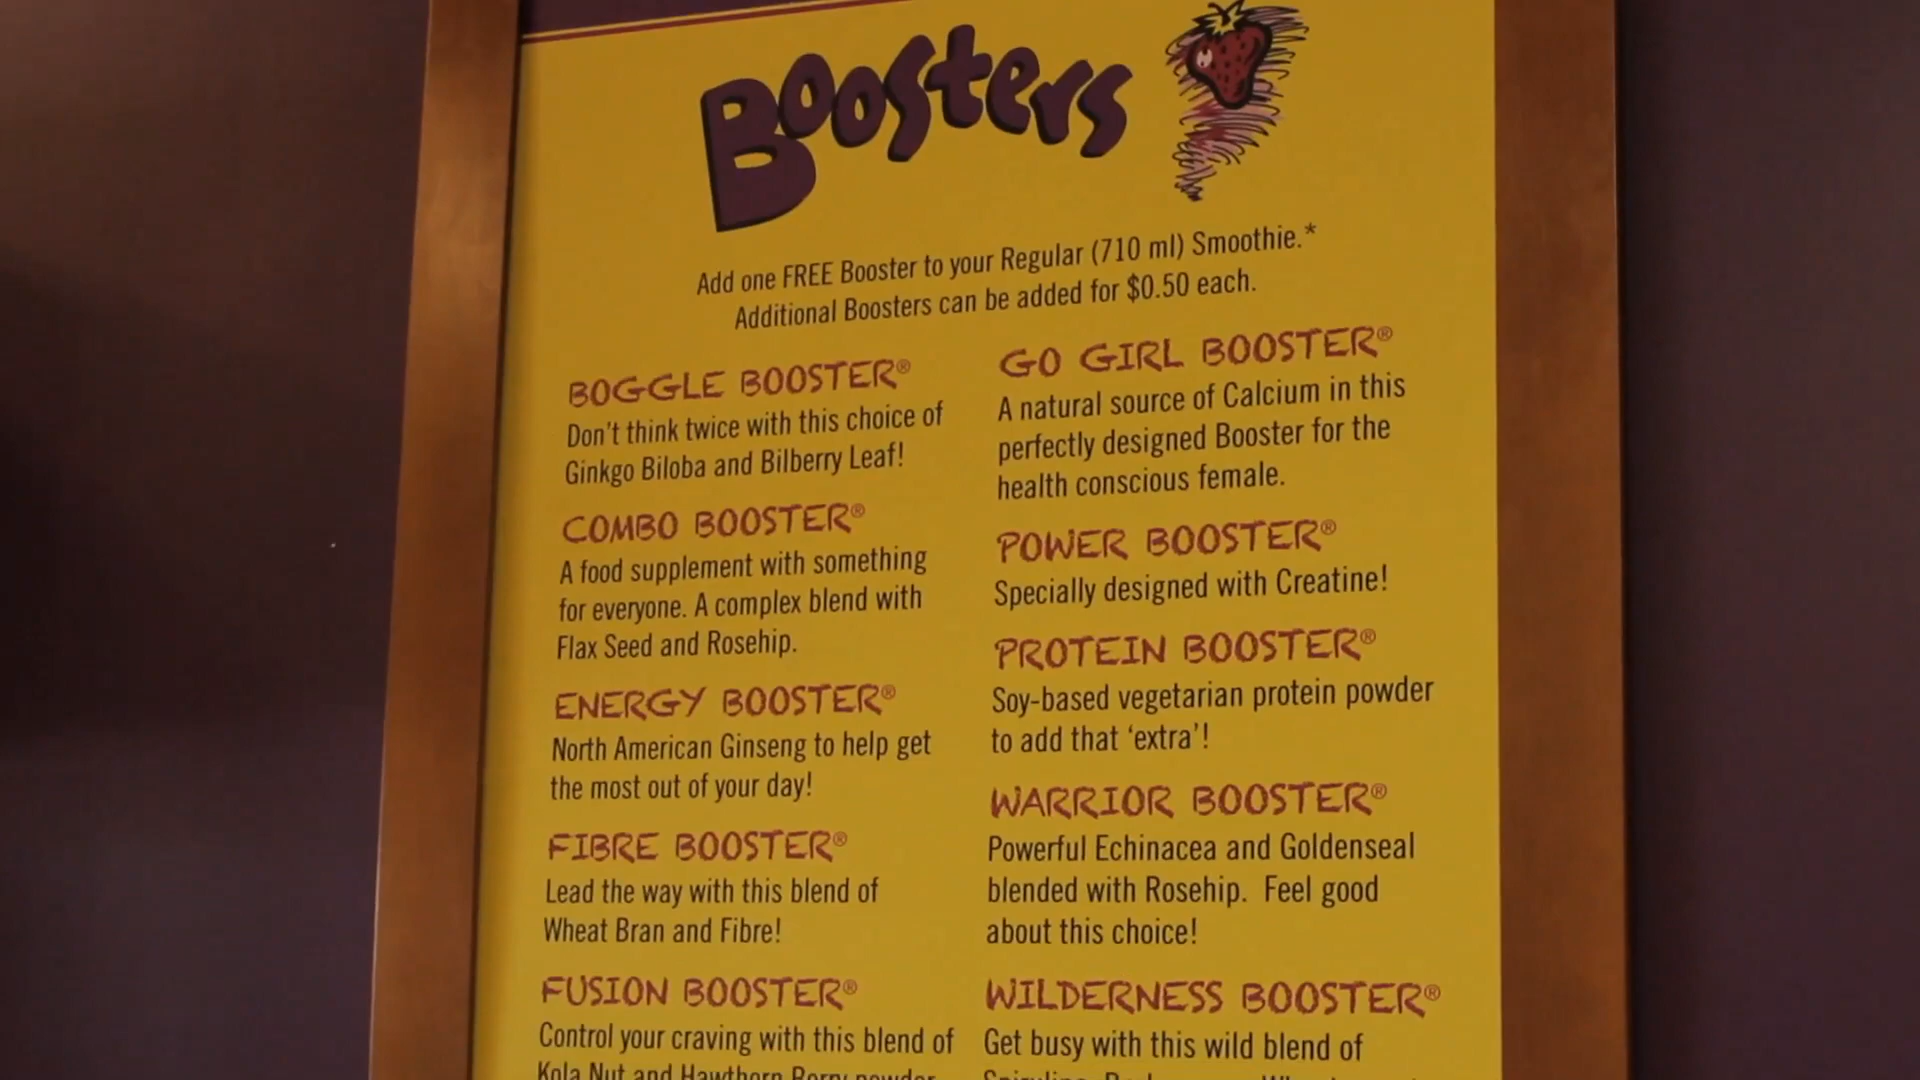 Boosters
Add one FREE Booster to your Regular (710 ml) Smoothie.*
Additional Boosters can be added for $0.50 each.
BOGGLE BOOSTER®
Don't think twice with this choice of
Ginkgo Biloba and Bilberry Leaf!
COMBO BOOSTER®
A food supplement with something
for everyone. A complex blend with
Flax Seed and Rosehip.
ENERGY BOOSTER®
North American Ginseng to help get
the most out of your day!
FIBRE BOOSTER®
Lead the way with this blend of
Wheat Bran and Fibre!
FUSION BOOSTER®
Control your craving with this blend of
Kola Nut and Hawthorn Berry powder
GO GIRL BOOSTER®
A natural source of Calcium in this
perfectly designed Booster for the
health conscious female.
POWER BOOSTER®
Specially designed with Creatine!
PROTEIN BOOSTER®
Soy-based vegetarian protein powder
to add that ‘extra’!
WARRIOR BOOSTER®
Powerful Echinacea and Goldenseal
blended with Rosehip. Feel good
about this choice!
WILDERNESS BOOSTER®
Get busy with this wild blend of